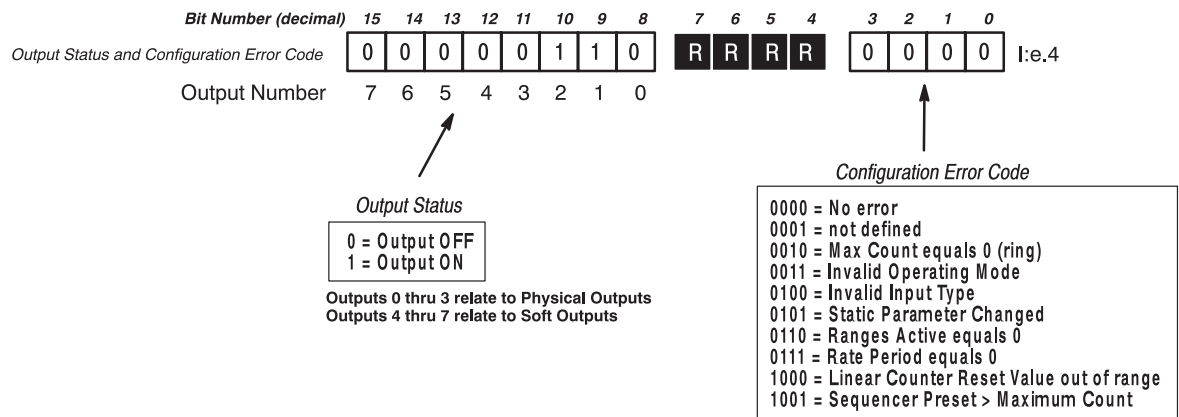 Bit Number (decimal) 15 14 13 12 11 10 9 8 7 6 5 4 3 2 1 0
Output Status and Configuration Error Code 0 0 0 0 0 1 1 0 R R R R 0 0 0 0 I:e.4
Output Number 7 6 5 4 3 2 1 0
Output Status
0 = Output OFF
1 = Output ON
Outputs 0 thru 3 relate to Physical Outputs
Outputs 4 thru 7 relate to Soft Outputs
Configuration Error Code
0000 = No error
0001 = not defined
0010 = Max Count equals 0 (ring)
0011 = Invalid Operating Mode
0100 = Invalid Input Type
0101 = Static Parameter Changed
0110 = Ranges Active equals 0
0111 = Rate Period equals 0
1000 = Linear Counter Reset Value out of range
1001 = Sequencer Preset > Maximum Count